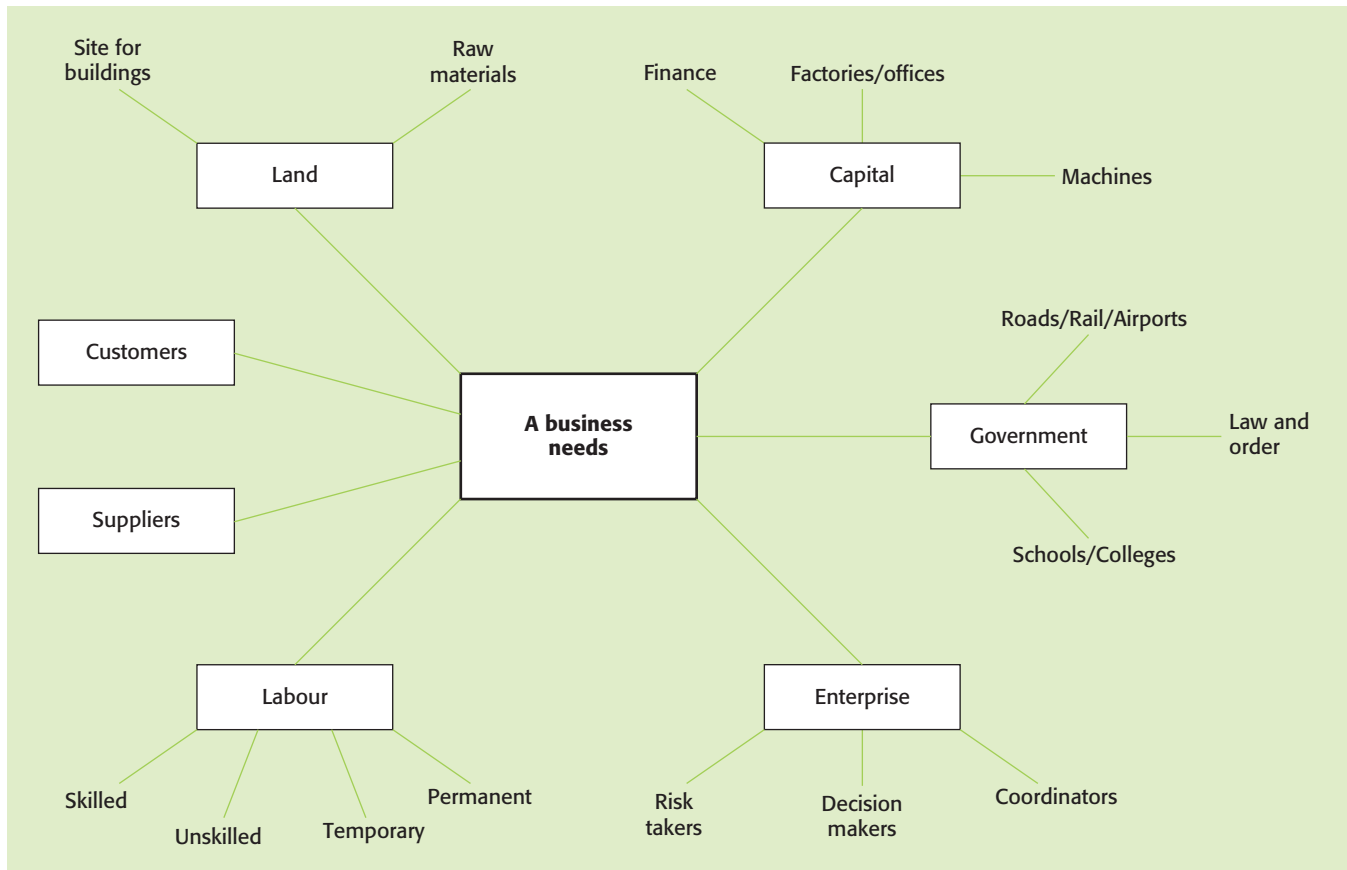 Site for
buildings
Raw
materials
Finance
Factories/offices
Land
Capital
Machines
Roads/Rail/Airports
Customers
A business
needs
Government
Law and
order
Suppliers
Schools/Colleges
Labour
Enterprise
Skilled
Unskilled
Temporary
Permanent
Risk
takers
Decision
makers
Coordinators